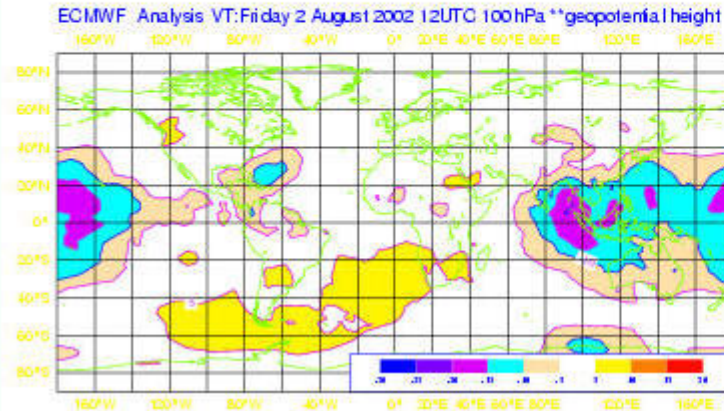 ECMWF Analysis VT:Friday 2 August 2002 12UTC 100hPa **geopotential height
160°W 120°W 80°W 40°W 0° 20°E 40°E 60°E 80°E 120°E 160°E
80°N
60°N
40°N
20°N
0°
20°S
40°S
60°S
80°S
160°W 120°W 80°W 40°W 0° 20°E 40°E 60°E 80°E 120°E 160°E